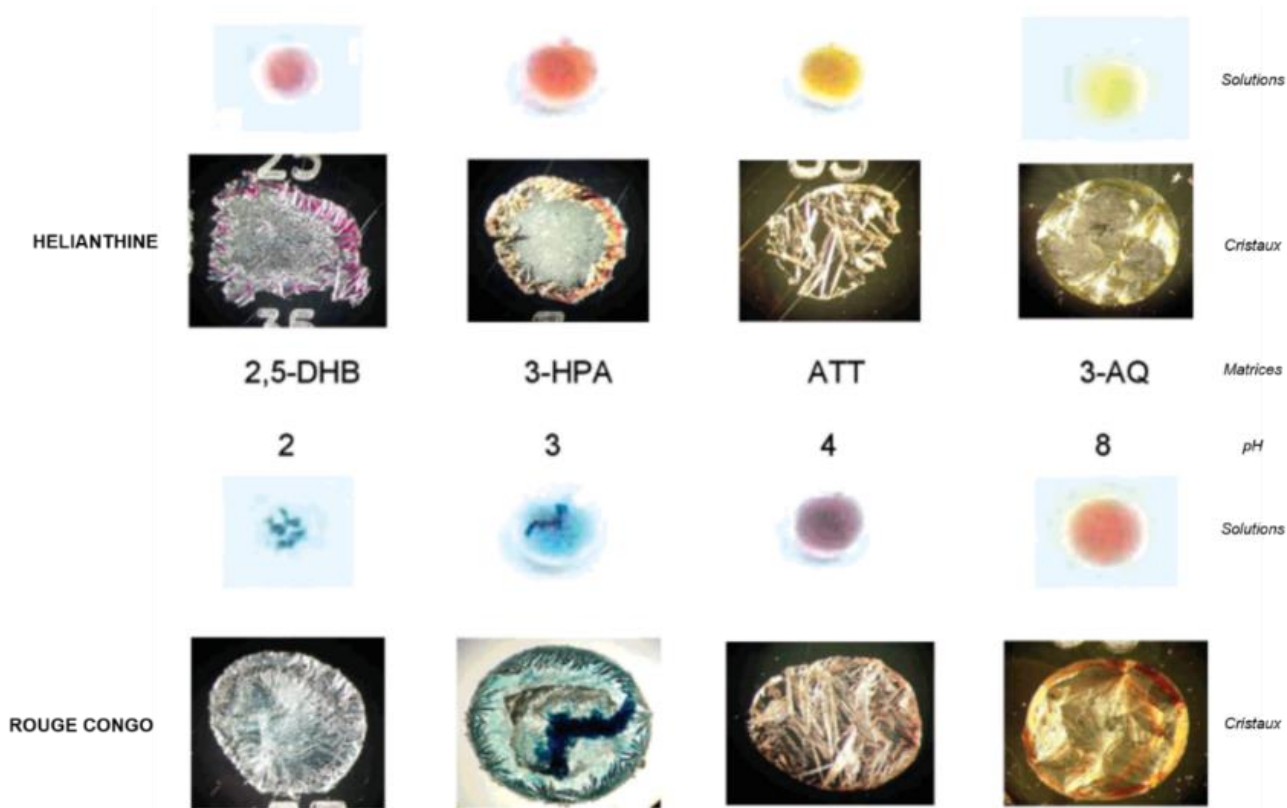 Solutions
25
HELIANTHINE
Cristaux
2,5-DHB 3-HPA ATT 3-AQ Matrices
2 3 4 8 pH
Solutions
ROUGE CONGO
Cristaux